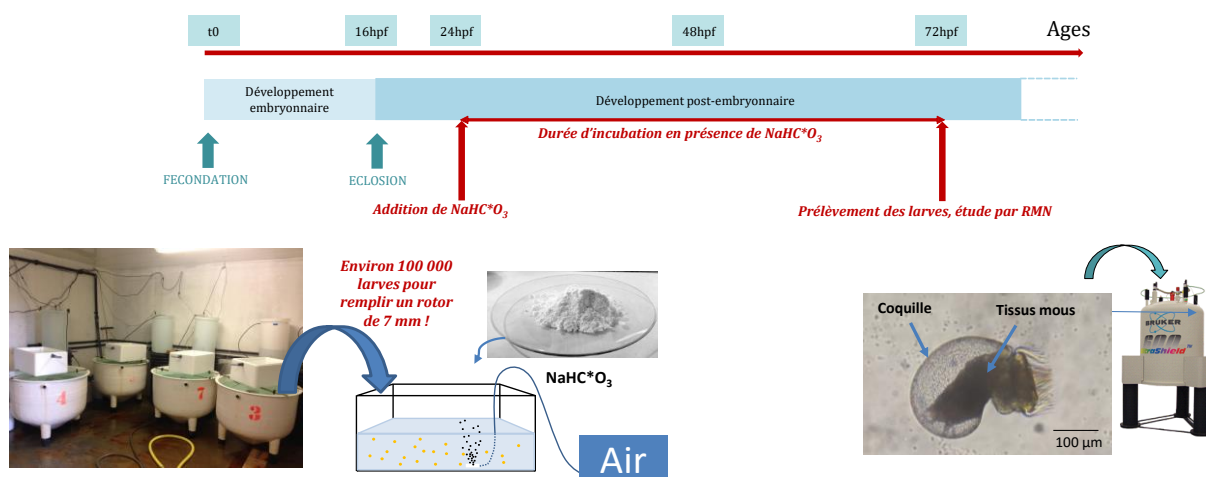 t0
16hpf
24hpf
48hpf
72hpf
Ages
Développement
embryonnaire
Développement post-embryonnaire
Durée d'incubation en présence de NaHC*O3
FECONDATION
ECLOSION
Addition de NaHC*O3
Prélèvement des larves, étude par RMN
Environ 100 000
larves pour
remplir un rotor
de 7 mm !
NaHC*O3
Air
4
7
3
Coquille
Tissus mous
100 µm
BRUKER